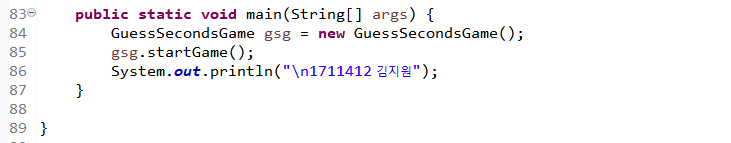 83 public static void main(String[] args) {
84 GuessSecondsGame gsg = new GuessSecondsGame();
85 gsg.startGame();
86 System.out.println("\n1711412 김지원");
87 }
88
89 }